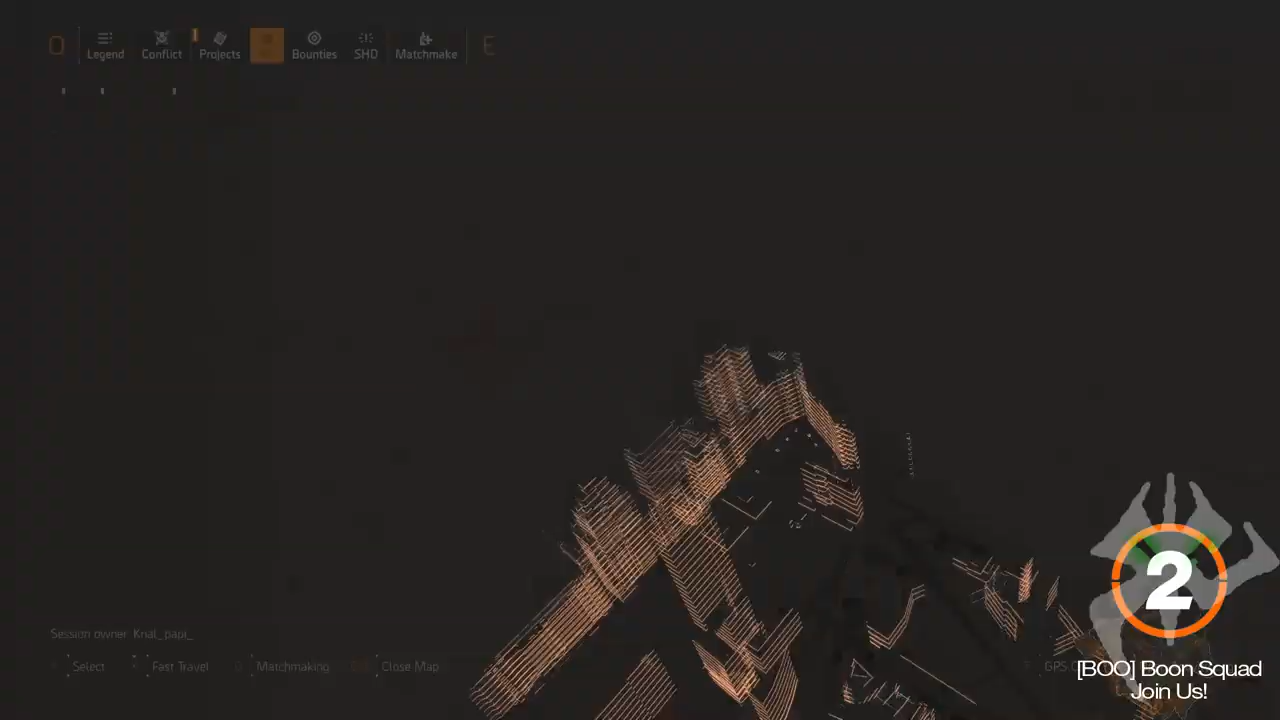 Q
Legend
Conflict
Projects
Bounties
SHD
Matchmake
E
Session owner: Knal_papi_
Select
Fast Travel
Matchmaking
Close Map
GPS
2
[BOO] Boon Squad
Join Us!